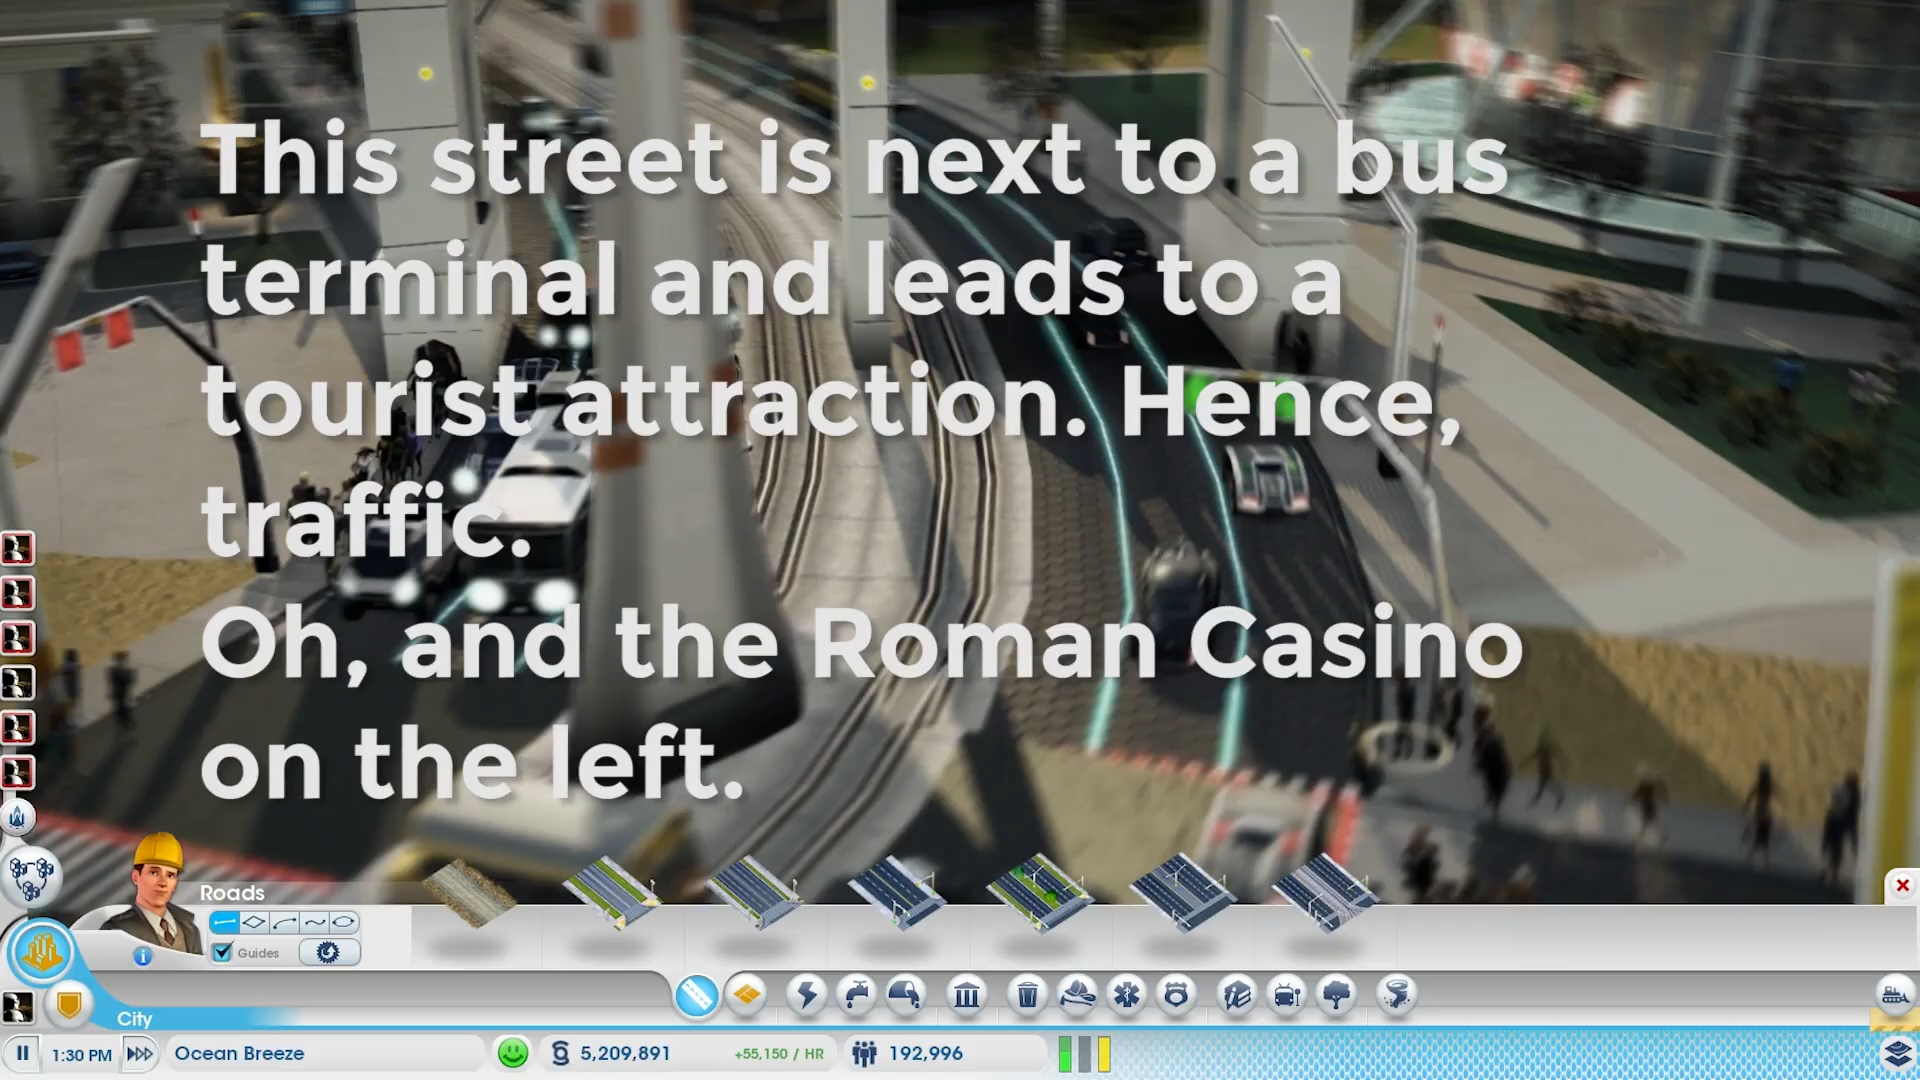 This street is next to a bus
terminal and leads to a
tourist attraction. Hence,
traffic.
Oh, and the Roman Casino
on the left.
Roads
Guides
City
1:30 PM
Ocean Breeze
5,209,891
+55,150 / HR
192,996